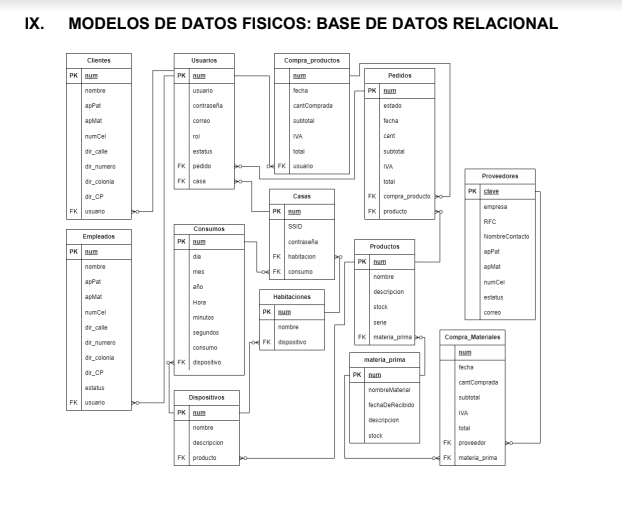 IX. MODELOS DE DATOS FISICOS: BASE DE DATOS RELACIONAL
Clientes
PK num
nombre
apPat
apMat
numCel
dir_calle
dir_numero
dir_colonia
dir_CP
FK usuario
Usuarios
PK num
usuario
contraseña
correo
rol
estatus
FK pedido
FK casa
Compra_productos
num
fecha
cantComprada
subtotal
IVA
total
FK usuario
Pedidos
PK num
estado
fecha
cant
subtotal
IVA
total
FK compra_producto
FK producto
Proveedores
PK clave
empresa
RFC
NombreContacto
apPat
apMat
numCel
estatus
correo
Casas
PK num
SSID
contraseña
FK habitacion
FK consumo
Empleados
PK num
nombre
apPat
apMat
numCel
dir_calle
dir_numero
dir_colonia
dir_CP
estatus
FK usuario
Consumos
PK num
dia
mes
año
Hora
minutos
segundos
consumo
FK dispositivo
Productos
PK num
nombre
descripcion
stock
serie
FK materia_prima
Habitaciones
PK num
nombre
FK dispositivo
Compra_Materiales
num
fecha
cantComprada
subtotal
IVA
total
FK proveedor
FK materia_prima
materia_prima
PK num
nombreMaterial
fechaDeRecibido
descripcion
stock
Dispositivos
PK num
nombre
descripcion
FK producto